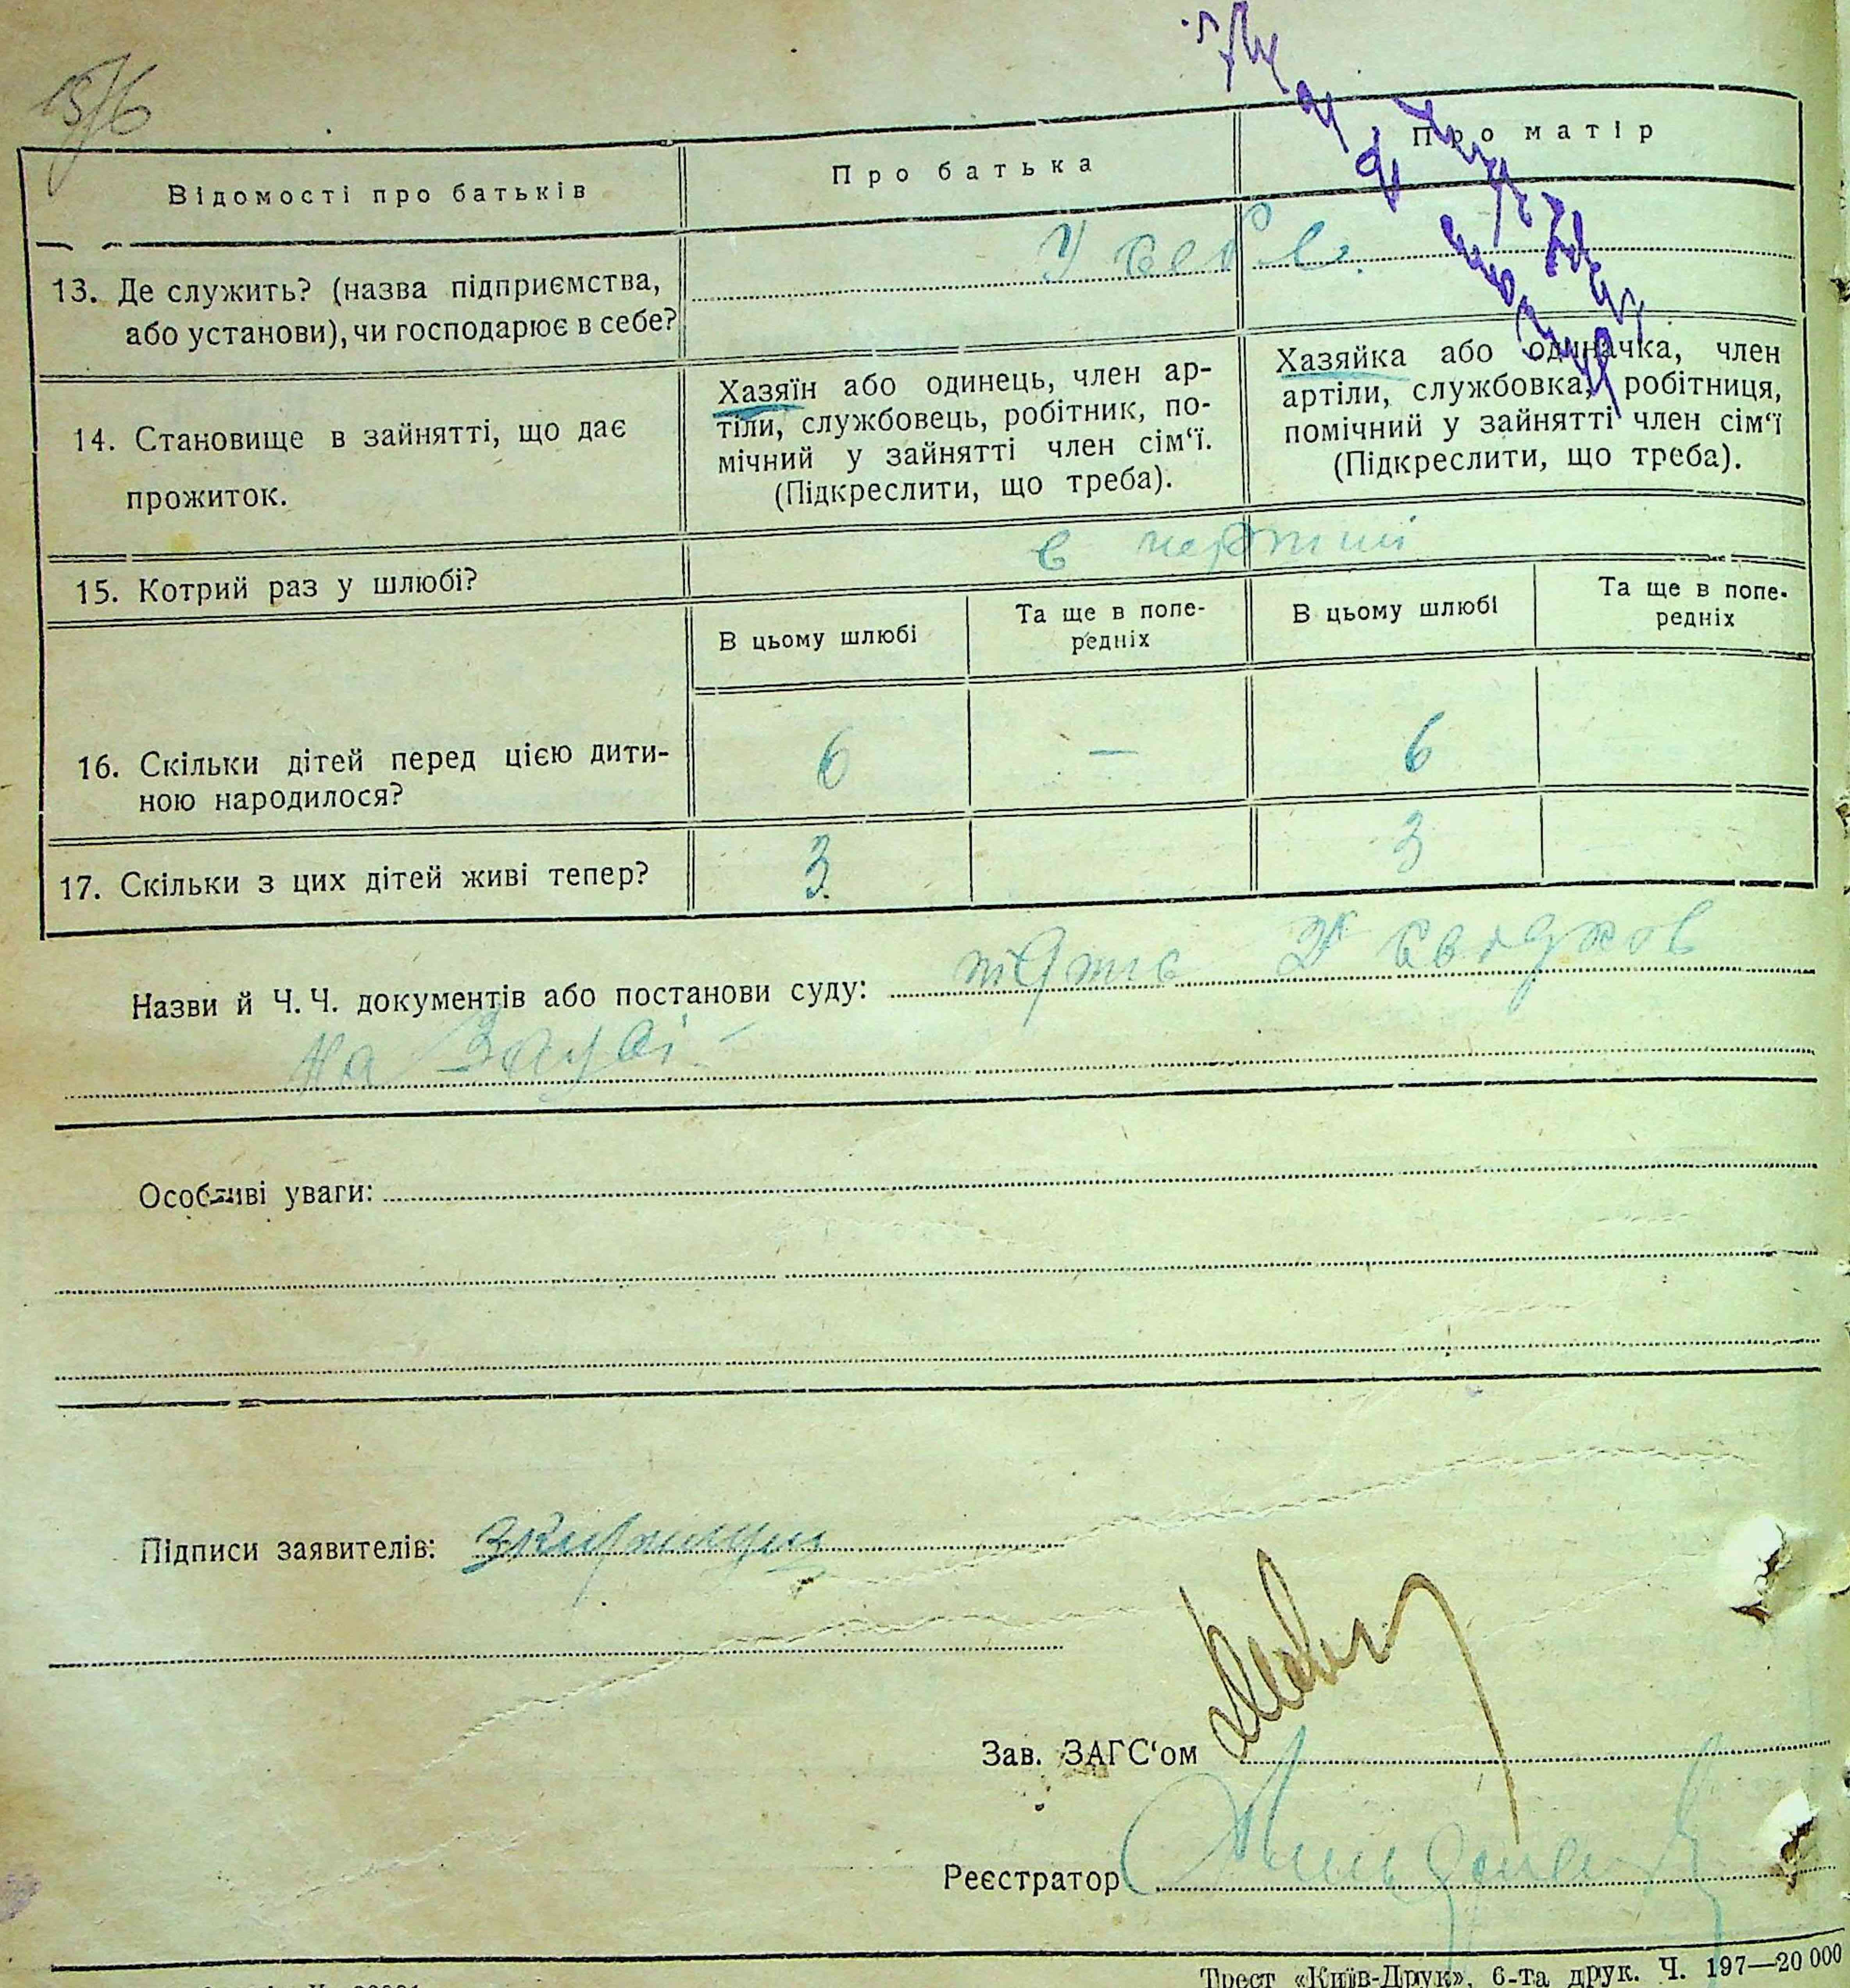 Відомості про батьків
Про батька
Про матір
13. Де служить? (назва підприємства,
або установи), чи господарює в себе?
У себе.
14. Становище в зайнятті, що дає
прожиток.
Хазяїн або одинець, член ар-
тіли, службовець, робітник, по-
мічний у зайнятті член сім‘ї.
(Підкреслити, що треба).
Хазяйка або одиначка, член
артіли, службовка, робітниця,
помічний у зайнятті член сім‘ї
(Підкреслити, що треба).
15. Котрий раз у шлюбі?
в перший
В цьому шлюбі
Та ще в попе-
редніх
В цьому шлюбі
Та ще в попе-
редніх
16. Скільки дітей перед цією дити-
ною народилося?
6
—
6
17. Скільки з цих дітей живі тепер?
3
3
Назви й Ч. Ч. документів або постанови суду:
свідков
На
Особливі уваги:
Підписи заявителів:
Зав. ЗАГС‘ом
Реєстратор
Трест «Київ-Друк», 6-та друк. Ч. 197—20 000